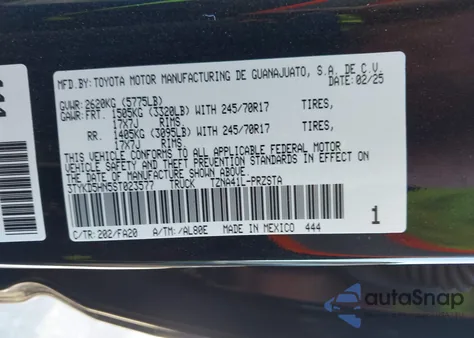 MFD.BY:TOYOTA MOTOR MANUFACTURING DE GUANAJUATO, S.A. DE C.V.
02/25
GVWR:2620KG (5775LB)
GAWR:FRT. 1505KG (3320LB) WITH 245/70R17 TIRES,
17X7J RIMS
RR. 1405KG (3095LB) WITH 245/70R17 TIRES,
17X7J RIMS
THIS VEHICLE CONFORMS TO ALL APPLICABLE FEDERAL MOTOR
VEHICLE SAFETY AND THEFT PREVENTION STANDARDS IN EFFECT
ON THE DATE OF MANUFACTURE SHOWN ABOVE.
3TYKD5HN5ST023577 TRUCK TZNA41L-PRZSTA
1
C/TR:202/FA20 A/TM:-/AL80E MADE IN MEXICO 444
111
autoSnap